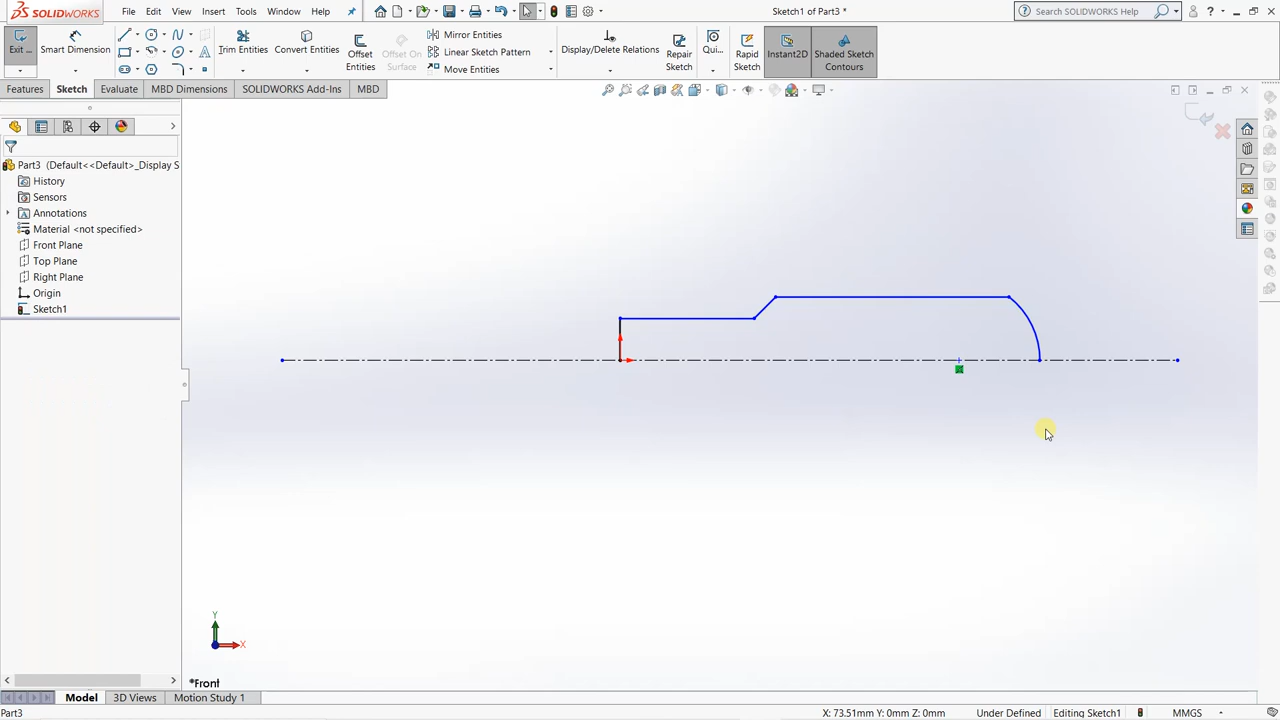 SOLIDWORKS File Edit View Insert Tools Window Help Sketch1 of Part3 * Search SOLIDWORKS Help ?
Exit ... Smart Dimension Trim Entities Convert Entities Offset Entities Offset On Surface Mirror Entities Linear Sketch Pattern Move Entities Display/Delete Relations Repair Sketch Qui... Rapid Sketch Instant2D Shaded Sketch Contours
Features Sketch Evaluate MBD Dimensions SOLIDWORKS Add-Ins MBD
Part3 (Default<<Default>_Display S
History
Sensors
Annotations
Material <not specified>
Front Plane
Top Plane
Right Plane
Origin
Sketch1
Y
X
*Front
Model 3D Views Motion Study 1
Part3 X: 73.51mm Y: 0mm Z: 0mm Under Defined Editing Sketch1 MMGS